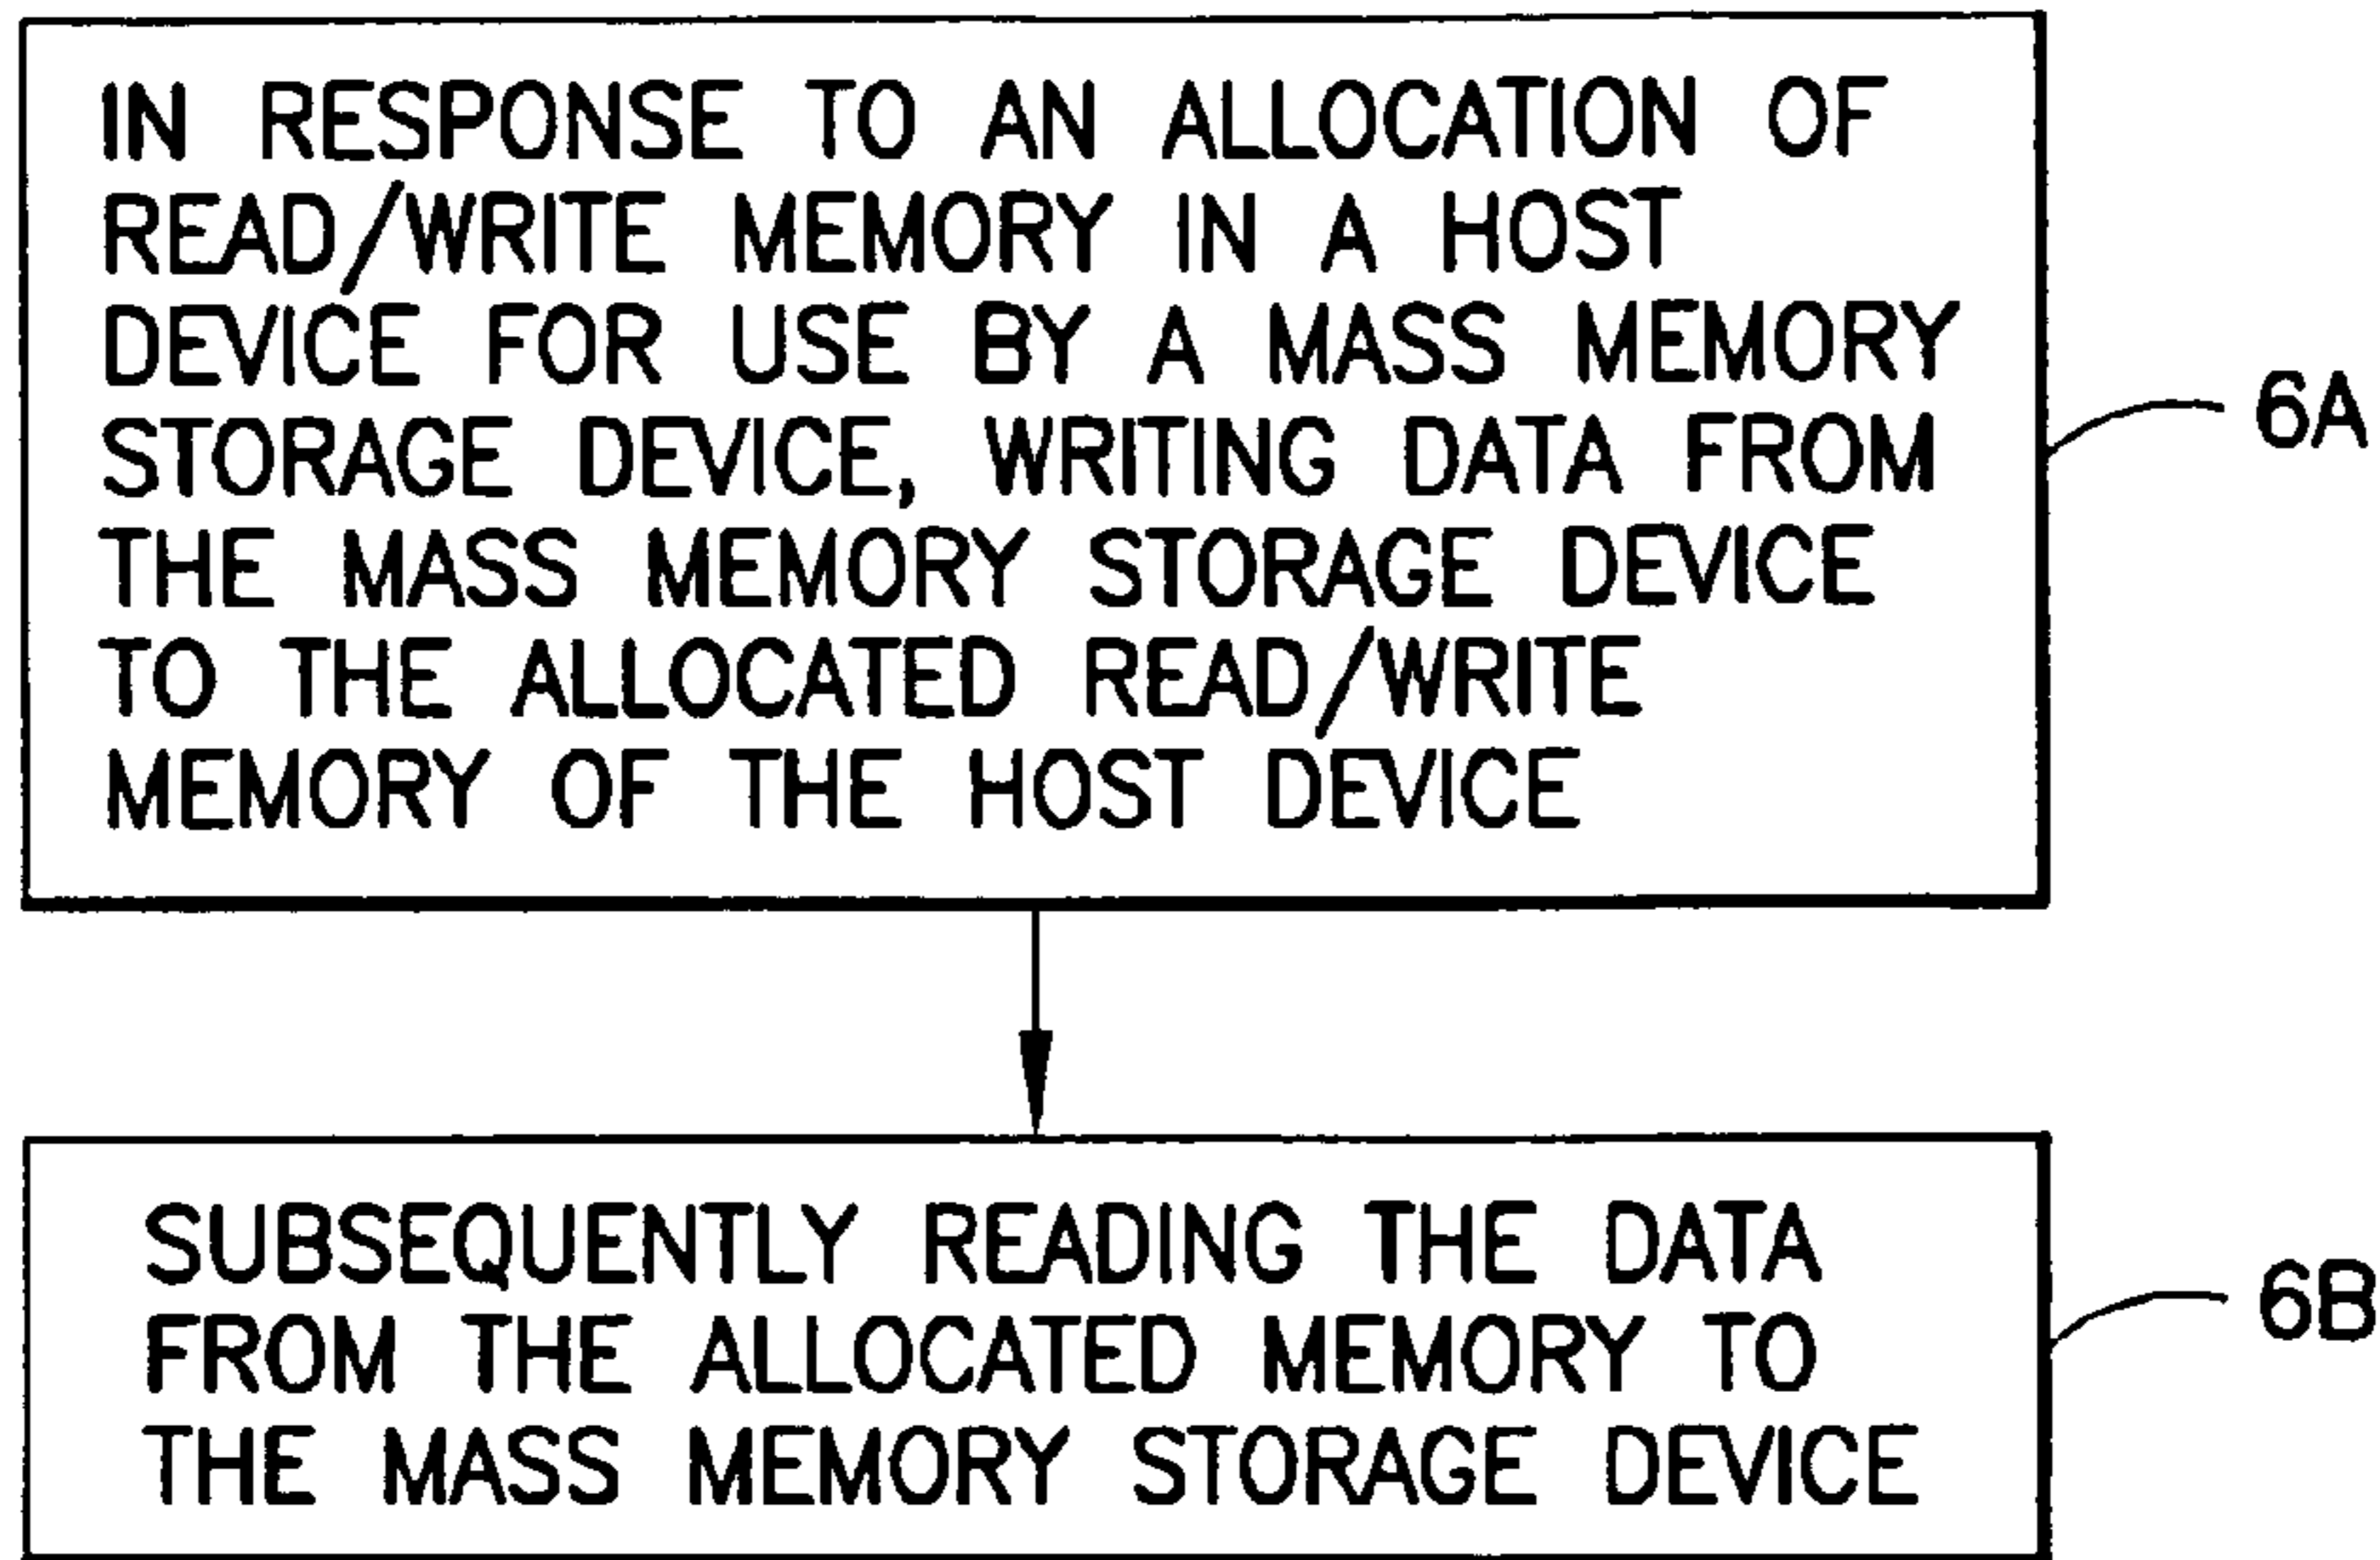 IN RESPONSE TO AN ALLOCATION OF
READ/WRITE MEMORY IN A HOST
DEVICE FOR USE BY A MASS MEMORY
STORAGE DEVICE, WRITING DATA FROM
THE MASS MEMORY STORAGE DEVICE
TO THE ALLOCATED READ/WRITE
MEMORY OF THE HOST DEVICE
6A
SUBSEQUENTLY READING THE DATA
FROM THE ALLOCATED MEMORY TO
THE MASS MEMORY STORAGE DEVICE
6B